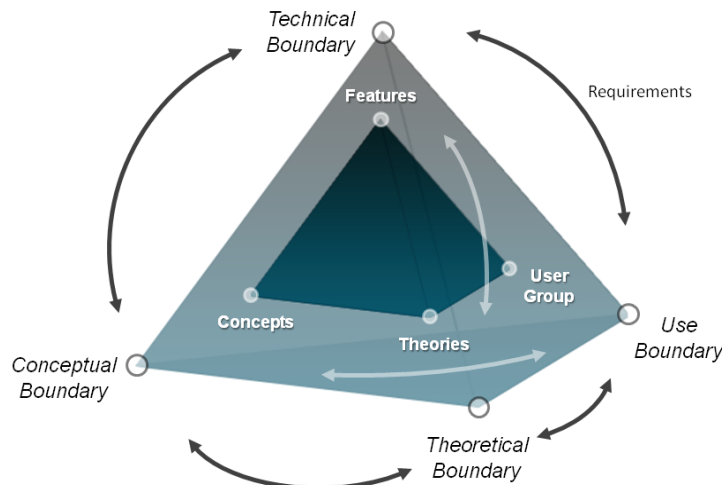 Technical
Boundary
Requirements
Features
User
Group
Concepts
Theories
Use
Boundary
Conceptual
Boundary
Theoretical
Boundary